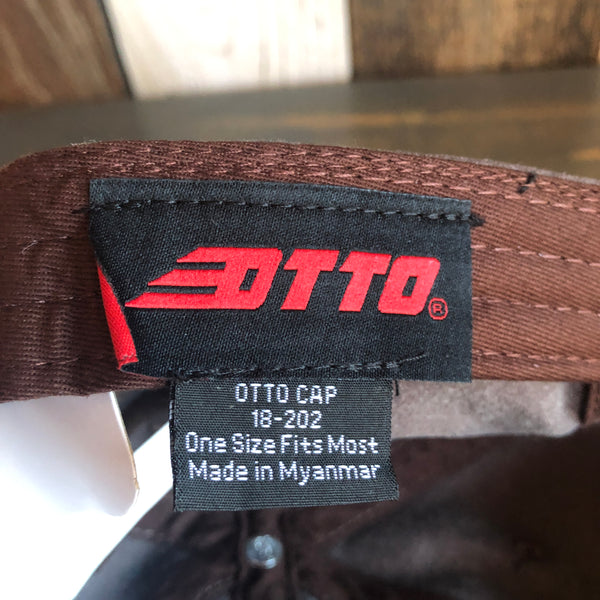 OTTO®
OTTO CAP
18-202
One Size Fits Most
Made in Myanmar